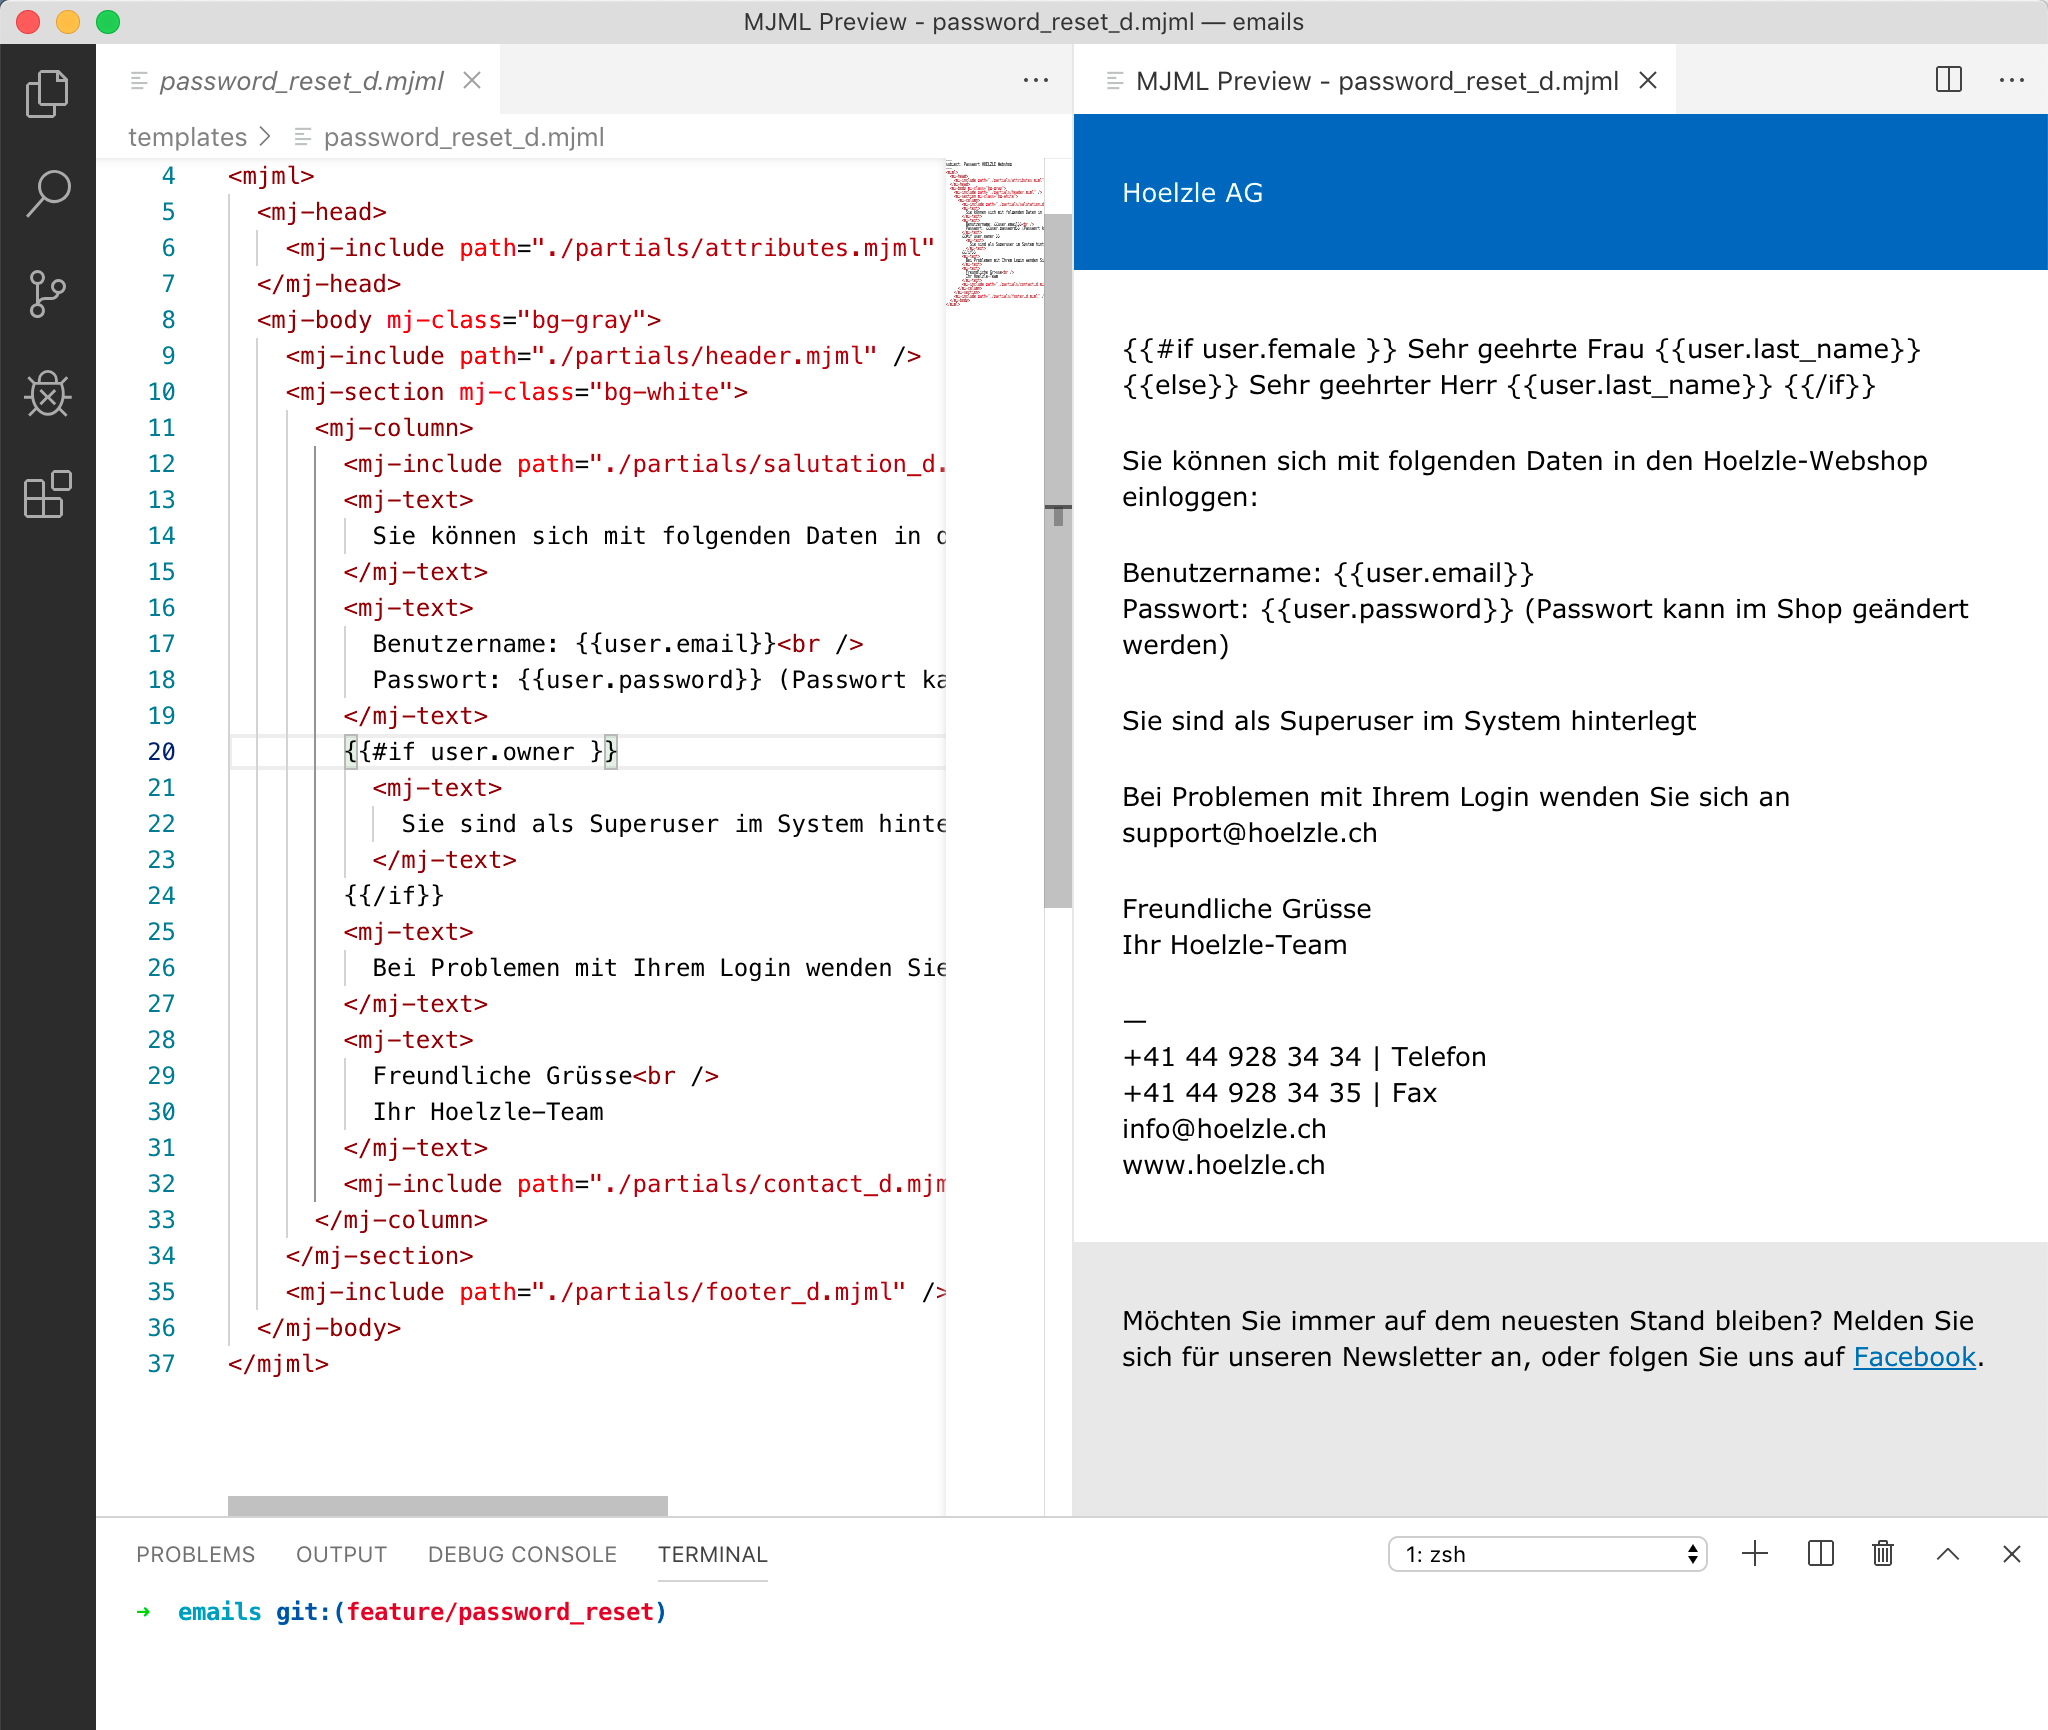 MJML Preview - password_reset_d.mjml — emails
password_reset_d.mjml
templates > password_reset_d.mjml
4 <mjml>
5 <mj-head>
6 <mj-include path="./partials/attributes.mjml"
7 </mj-head>
8 <mj-body mj-class="bg-gray">
9 <mj-include path="./partials/header.mjml" />
10 <mj-section mj-class="bg-white">
11 <mj-column>
12 <mj-include path="./partials/salutation_d.
13 <mj-text>
14 Sie können sich mit folgenden Daten in d
15 </mj-text>
16 <mj-text>
17 Benutzername: {{user.email}}<br />
18 Passwort: {{user.password}} (Passwort ka
19 </mj-text>
20 {{#if user.owner }}
21 <mj-text>
22 Sie sind als Superuser im System hinte
23 </mj-text>
24 {{/if}}
25 <mj-text>
26 Bei Problemen mit Ihrem Login wenden Sie
27 </mj-text>
28 <mj-text>
29 Freundliche Grüsse<br />
30 Ihr Hoelzle-Team
31 </mj-text>
32 <mj-include path="./partials/contact_d.mjm
33 </mj-column>
34 </mj-section>
35 <mj-include path="./partials/footer_d.mjml" />
36 </mj-body>
37 </mjml>
MJML Preview - password_reset_d.mjml
Hoelzle AG
{{#if user.female }} Sehr geehrte Frau {{user.last_name}}
{{else}} Sehr geehrter Herr {{user.last_name}} {{/if}}
Sie können sich mit folgenden Daten in den Hoelzle-Webshop
einloggen:
Benutzername: {{user.email}}
Passwort: {{user.password}} (Passwort kann im Shop geändert
werden)
Sie sind als Superuser im System hinterlegt
Bei Problemen mit Ihrem Login wenden Sie sich an
support@hoelzle.ch
Freundliche Grüsse
Ihr Hoelzle-Team
—
+41 44 928 34 34 | Telefon
+41 44 928 34 35 | Fax
info@hoelzle.ch
www.hoelzle.ch
Möchten Sie immer auf dem neuesten Stand bleiben? Melden Sie
sich für unseren Newsletter an, oder folgen Sie uns auf Facebook.
PROBLEMS OUTPUT DEBUG CONSOLE TERMINAL
1: zsh
➜ emails git:(feature/password_reset)